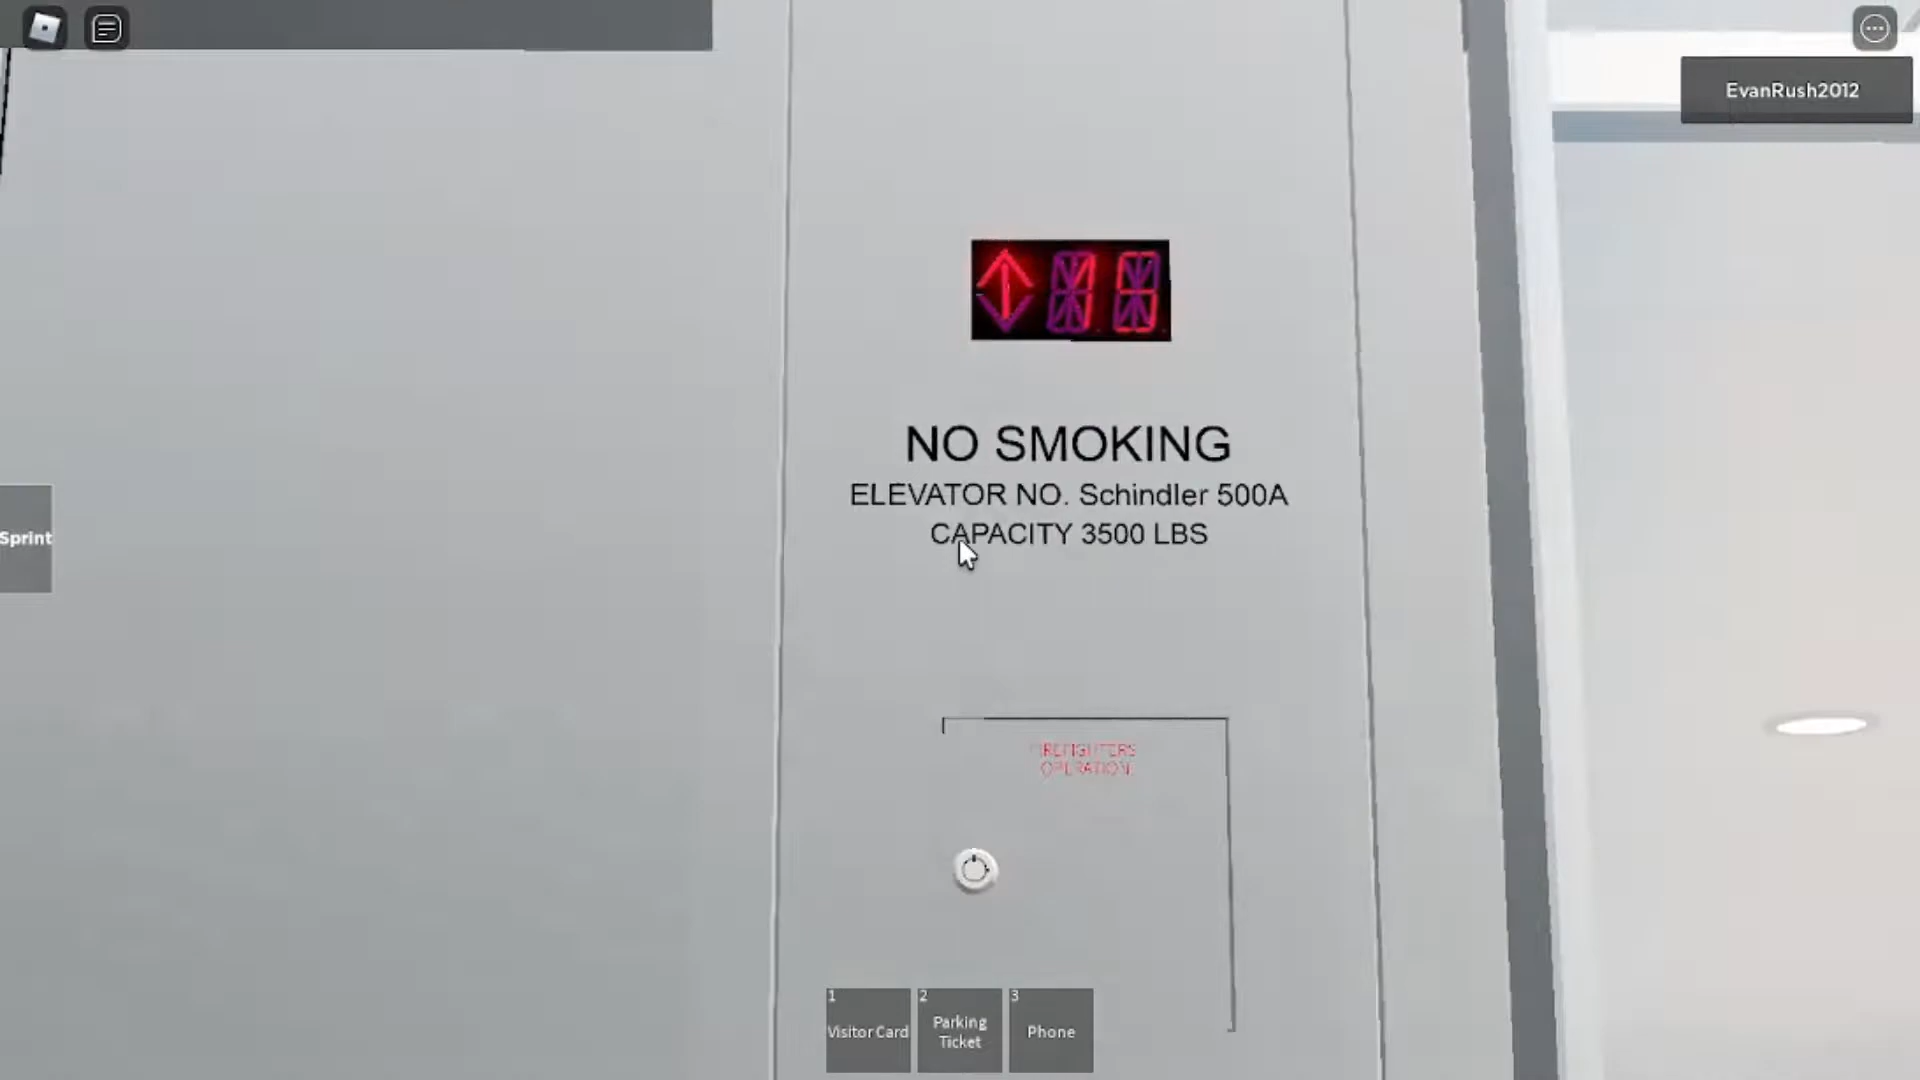 EvanRush2012
NO SMOKING
ELEVATOR NO. Schindler 500A
CAPACITY 3500 LBS
Sprint
FIREFIGHTERS
OPERATION
1
Visitor Card
2
Parking
Ticket
3
Phone